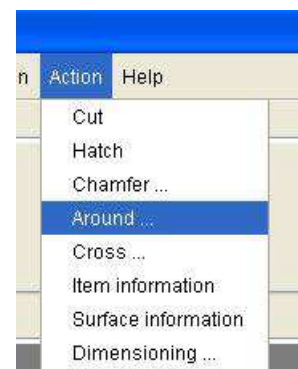 n Action Help
Cut
Hatch
Chamfer ...
Around ...
Cross ...
Item information
Surface information
Dimensioning ...